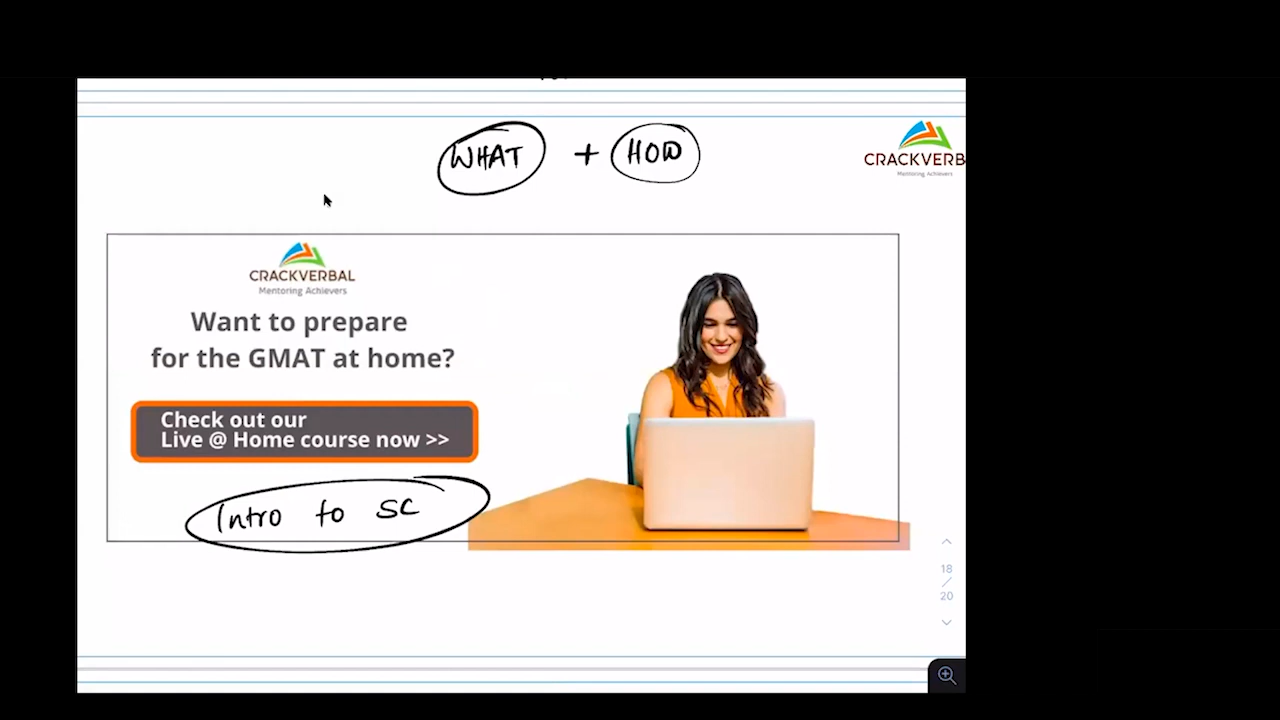 WHAT + HOW
CRACKVERB
Mentoring Achievers
CRACKVERBAL
Mentoring Achievers
Want to prepare
for the GMAT at home?
Check out our
Live @ Home course now >>
Intro to SC
18
/
20